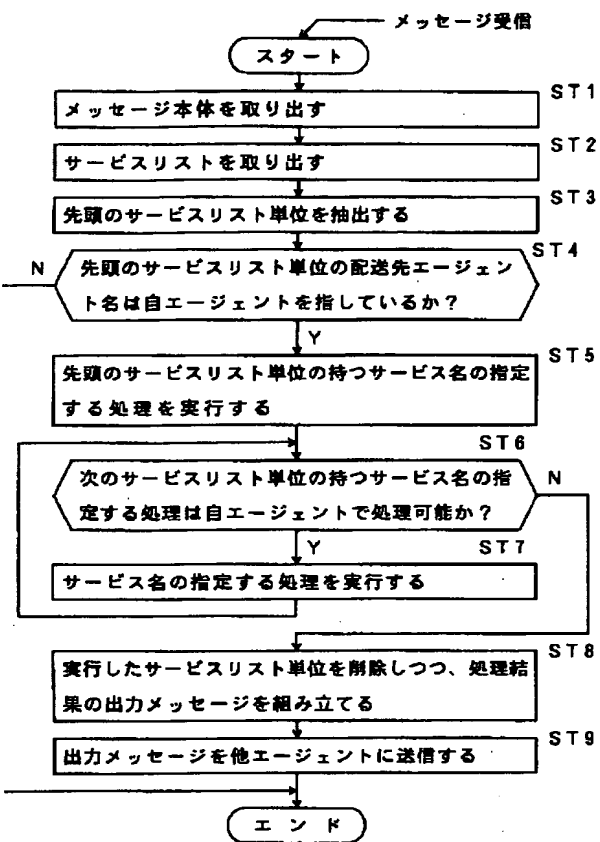 メッセージ受信
スタート
ST1
メッセージ本体を取り出す
ST2
サービスリストを取り出す
ST3
先頭のサービスリスト単位を抽出する
ST4
N
先頭のサービスリスト単位の配送先エージェン
ト名は自エージェントを指しているか?
Y
ST5
先頭のサービスリスト単位の持つサービス名の指定
する処理を実行する
ST6
次のサービスリスト単位の持つサービス名の指
定する処理は自エージェントで処理可能か?
N
Y
ST7
サービス名の指定する処理を実行する
ST8
実行したサービスリスト単位を削除しつつ、処理結
果の出力メッセージを組み立てる
ST9
出力メッセージを他エージェントに送信する
エンド